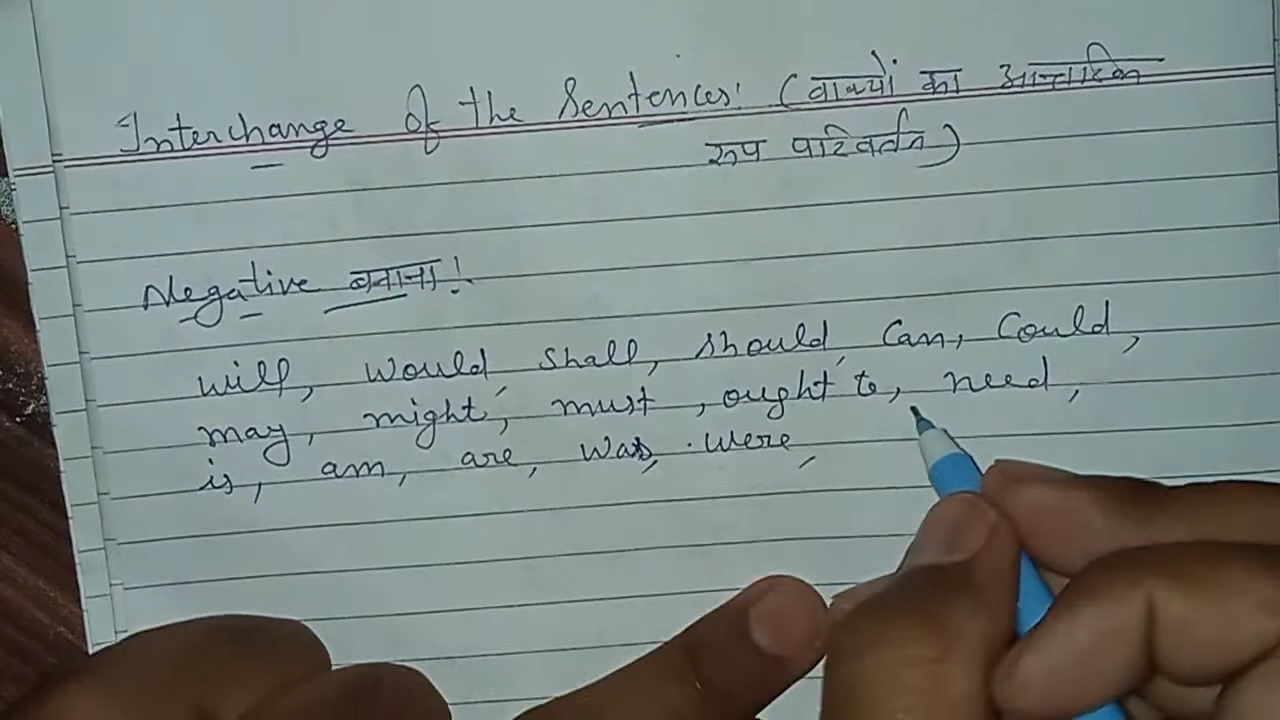 Interchange of the Sentences: (वाक्यों का आन्तरिक
रूप परिवर्तन)
Negative बनाना!
will, would, shall, should, Can, Could,
may, might, must, ought to, need,
is, am, are, was, were,